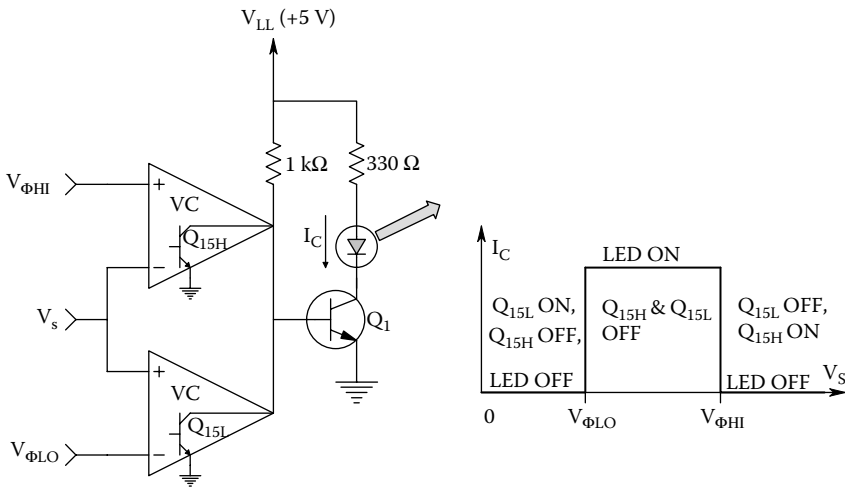 V_LL (+5 V)
1 kΩ
330 Ω
V_ΦHI
+
VC
Q_15H
−
I_C
V_s
Q_1
+
VC
Q_15L
V_ΦLO
−
I_C
LED ON
Q_15L ON,
Q_15H OFF,
Q_15H & Q_15L
OFF
Q_15L OFF,
Q_15H ON
LED OFF
LED OFF
V_S
0
V_ΦLO
V_ΦHI